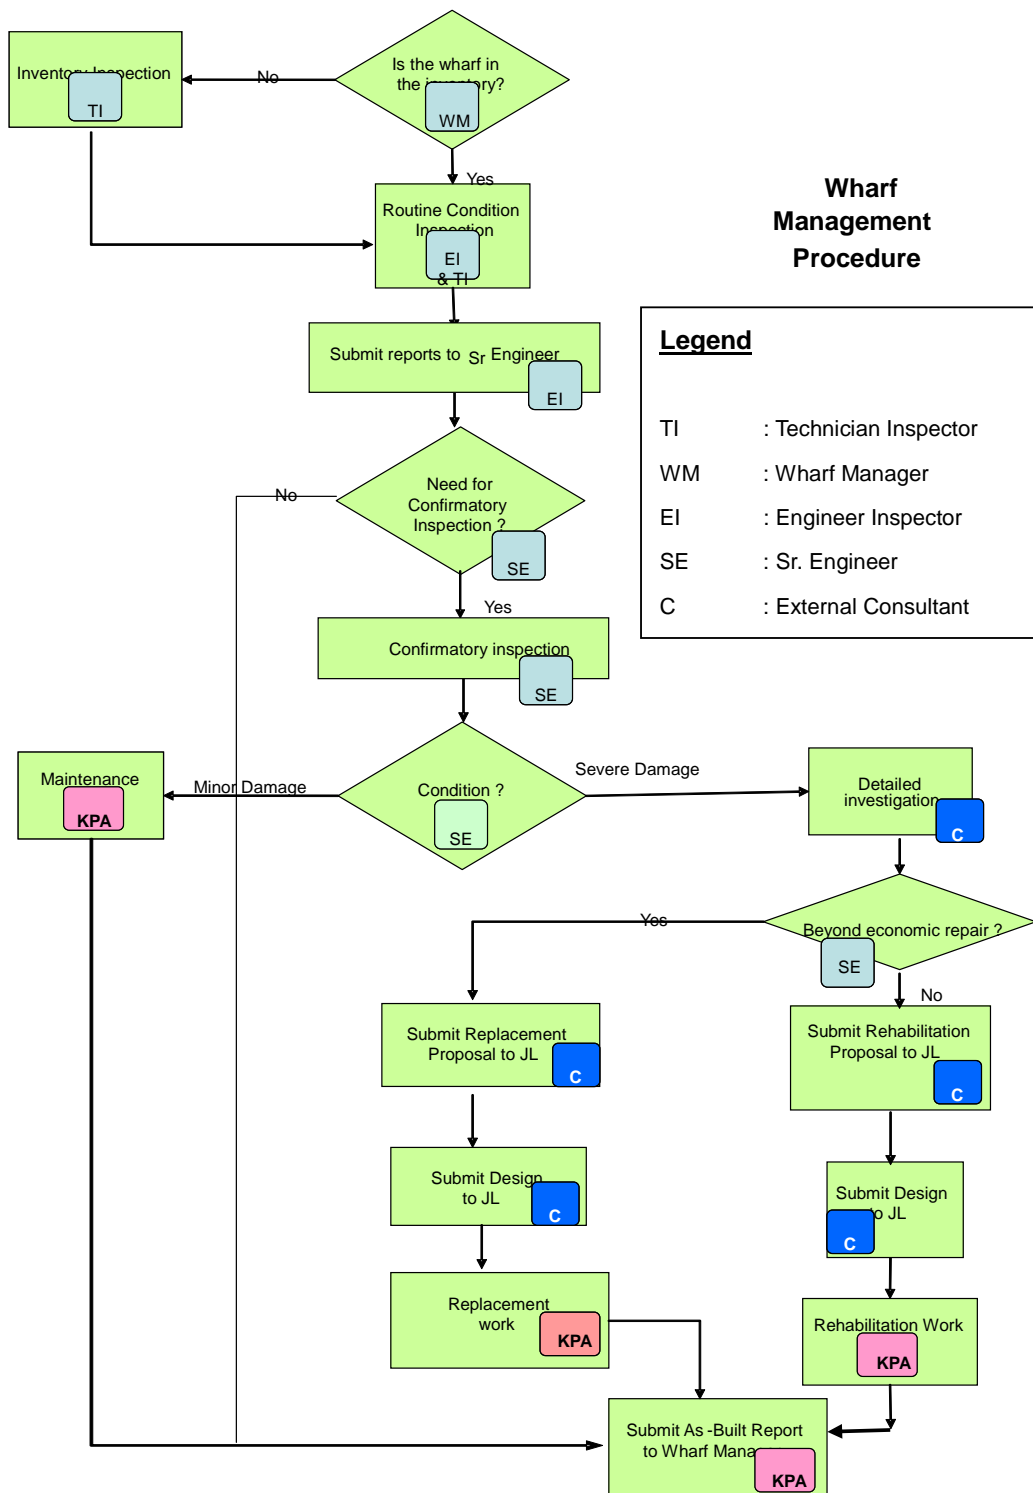 Is the wharf in
the inventory?
WM
No
Inventory Inspection
TI
Yes
Routine Condition
Inspection
EI
& TI
Wharf
Management
Procedure
Legend
TI : Technician Inspector
WM : Wharf Manager
EI : Engineer Inspector
SE : Sr. Engineer
C : External Consultant
Submit reports to Sr Engineer
EI
Need for
Confirmatory
Inspection ?
SE
No
Yes
Confirmatory inspection
SE
Condition ?
SE
Minor Damage
Maintenance
KPA
Severe Damage
Detailed
investigation
C
Beyond economic repair ?
SE
Yes
No
Submit Replacement
Proposal to JL
C
Submit Rehabilitation
Proposal to JL
C
Submit Design
to JL
C
Submit Design
to JL
C
Replacement
work
KPA
Rehabilitation Work
KPA
Submit As -Built Report
to Wharf Manager
KPA